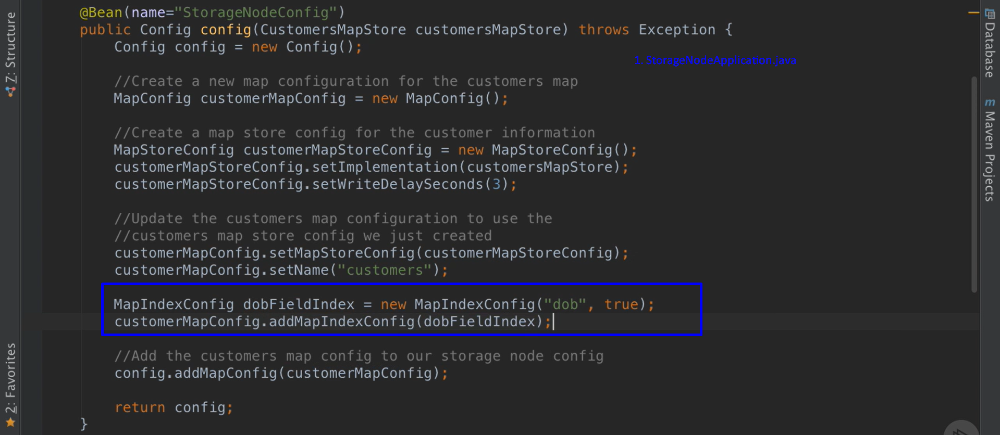 @Bean(name="StorageNodeConfig")
public Config config(CustomersMapStore customersMapStore) throws Exception {
Config config = new Config();
1. StorageNodeApplication.java
//Create a new map configuration for the customers map
MapConfig customerMapConfig = new MapConfig();
//Create a map store config for the customer information
MapStoreConfig customerMapStoreConfig = new MapStoreConfig();
customerMapStoreConfig.setImplementation(customersMapStore);
customerMapStoreConfig.setWriteDelaySeconds(3);
//Update the customers map configuration to use the
//customers map store config we just created
customerMapConfig.setMapStoreConfig(customerMapStoreConfig);
customerMapConfig.setName("customers");
MapIndexConfig dobFieldIndex = new MapIndexConfig("dob", true);
customerMapConfig.addMapIndexConfig(dobFieldIndex);
//Add the customers map config to our storage node config
config.addMapConfig(customerMapConfig);
return config;
}
7: Structure
2: Favorites
Database
m Maven Projects